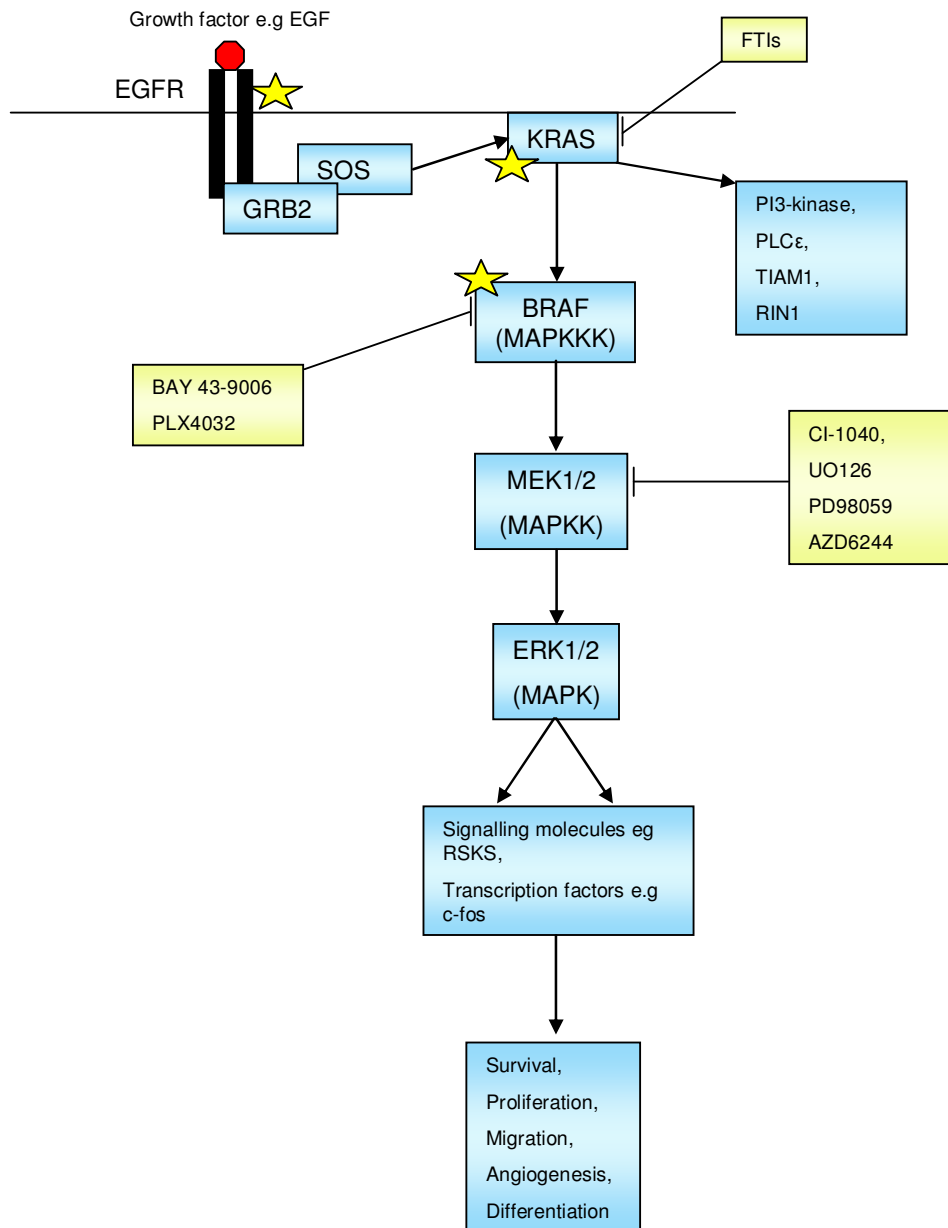 Growth factor e.g EGF
FTIs
EGFR
KRAS
SOS
GRB2
PI3-kinase,
PLCε,
TIAM1,
RIN1
BRAF
(MAPKKK)
BAY 43-9006
PLX4032
CI-1040,
UO126
PD98059
AZD6244
MEK1/2
(MAPKK)
ERK1/2
(MAPK)
Signalling molecules eg
RSKS,
Transcription factors e.g
c-fos
Survival,
Proliferation,
Migration,
Angiogenesis,
Differentiation